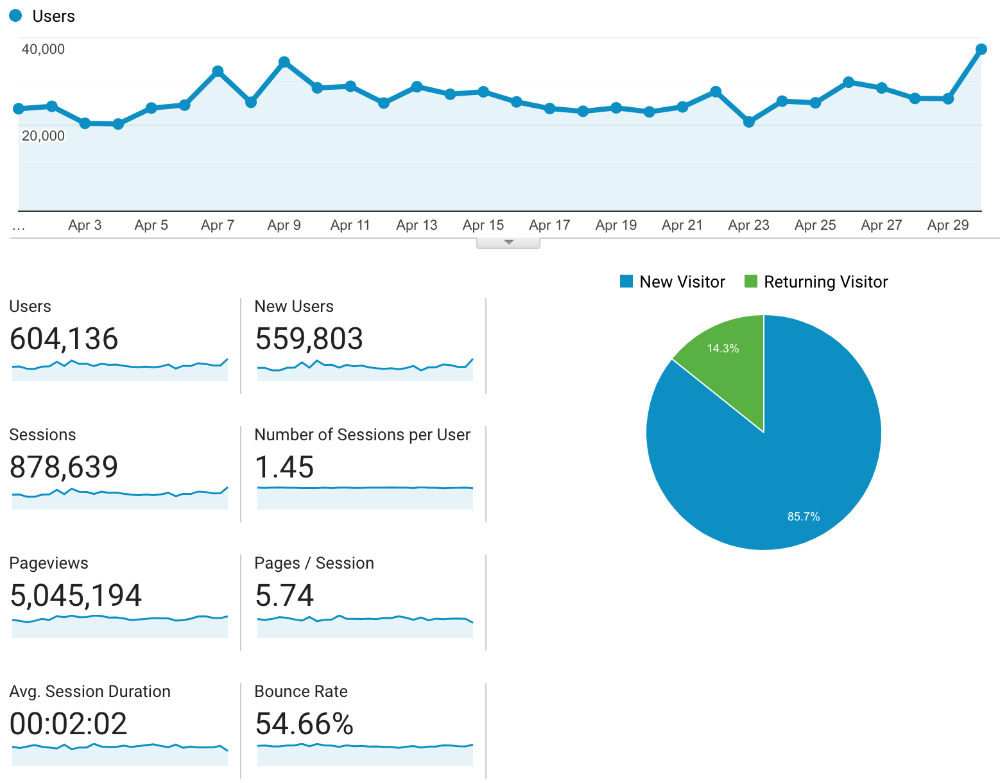 Users
40,000
20,000
... Apr 3 Apr 5 Apr 7 Apr 9 Apr 11 Apr 13 Apr 15 Apr 17 Apr 19 Apr 21 Apr 23 Apr 25 Apr 27 Apr 29
New Visitor Returning Visitor
14.3%
85.7%
Users
604,136
New Users
559,803
Sessions
878,639
Number of Sessions per User
1.45
Pageviews
5,045,194
Pages / Session
5.74
Avg. Session Duration
00:02:02
Bounce Rate
54.66%